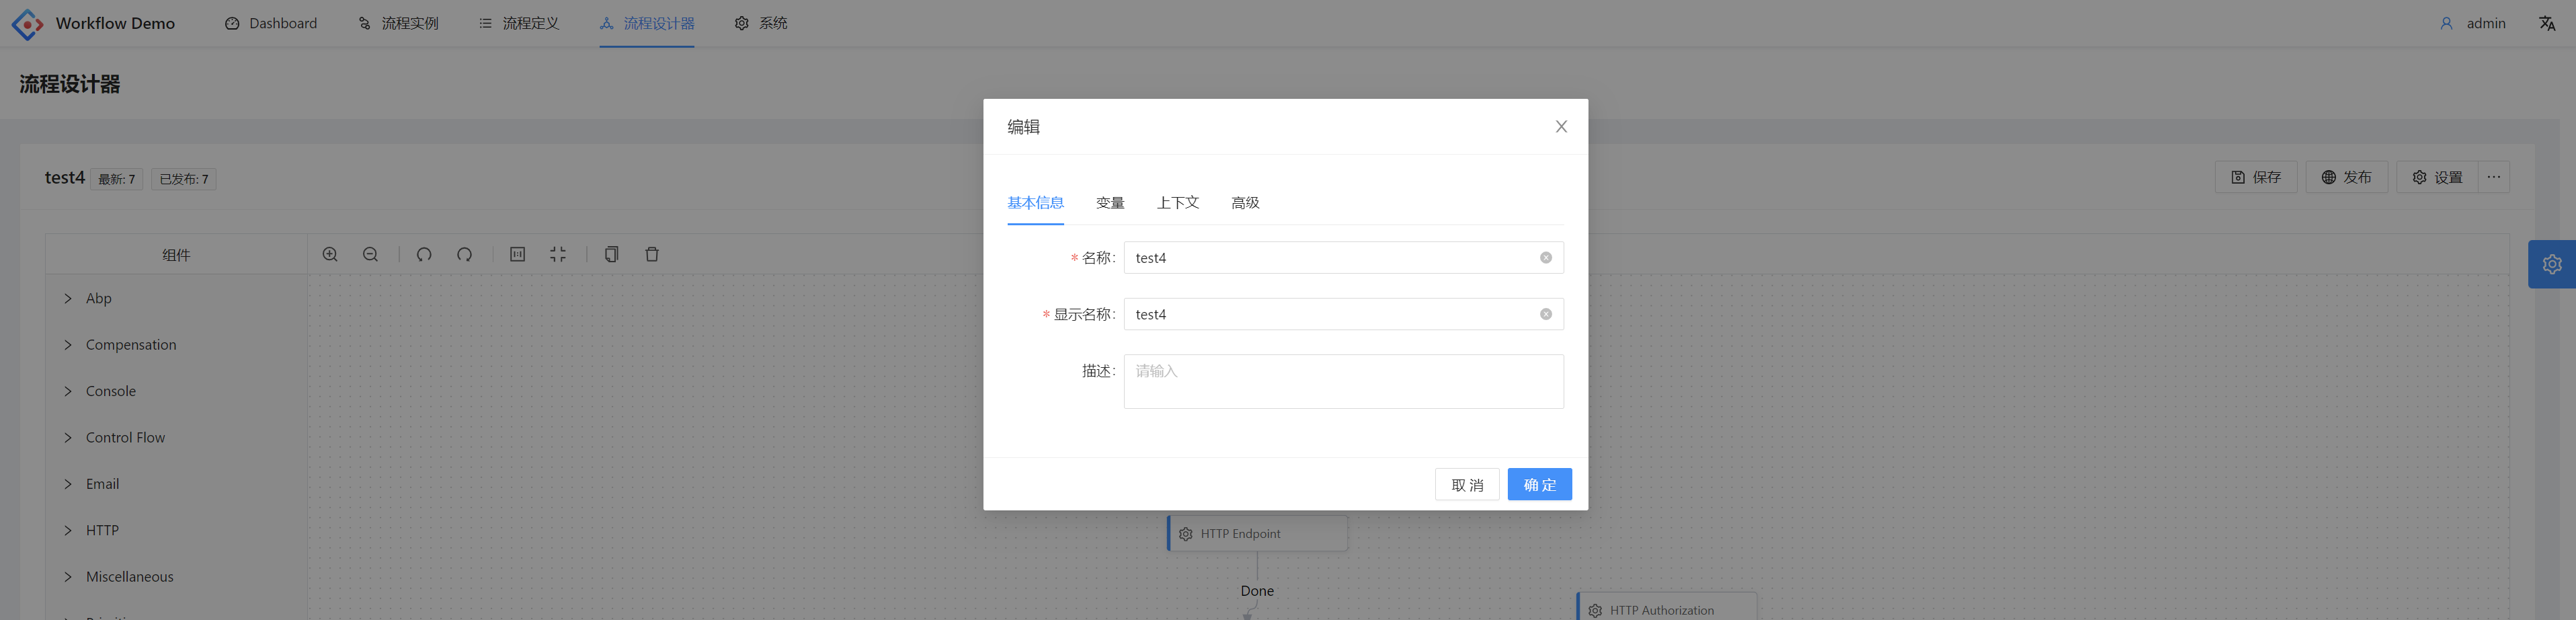 Workflow Demo Dashboard 流程实例 流程定义 流程设计器 系统 admin
流程设计器
编辑
test4 最新: 7 已发布: 7 保存 发布 设置
基本信息 变量 上下文 高级
组件
* 名称: test4
Abp
* 显示名称: test4
Compensation
描述: 请输入
Console
Control Flow
Email
取消 确定
HTTP
HTTP Endpoint
Miscellaneous
Done
HTTP Authorization